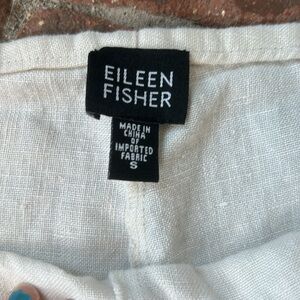 EILEEN
FISHER
MADE IN
CHINA
OF
IMPORTED
FABRIC
S